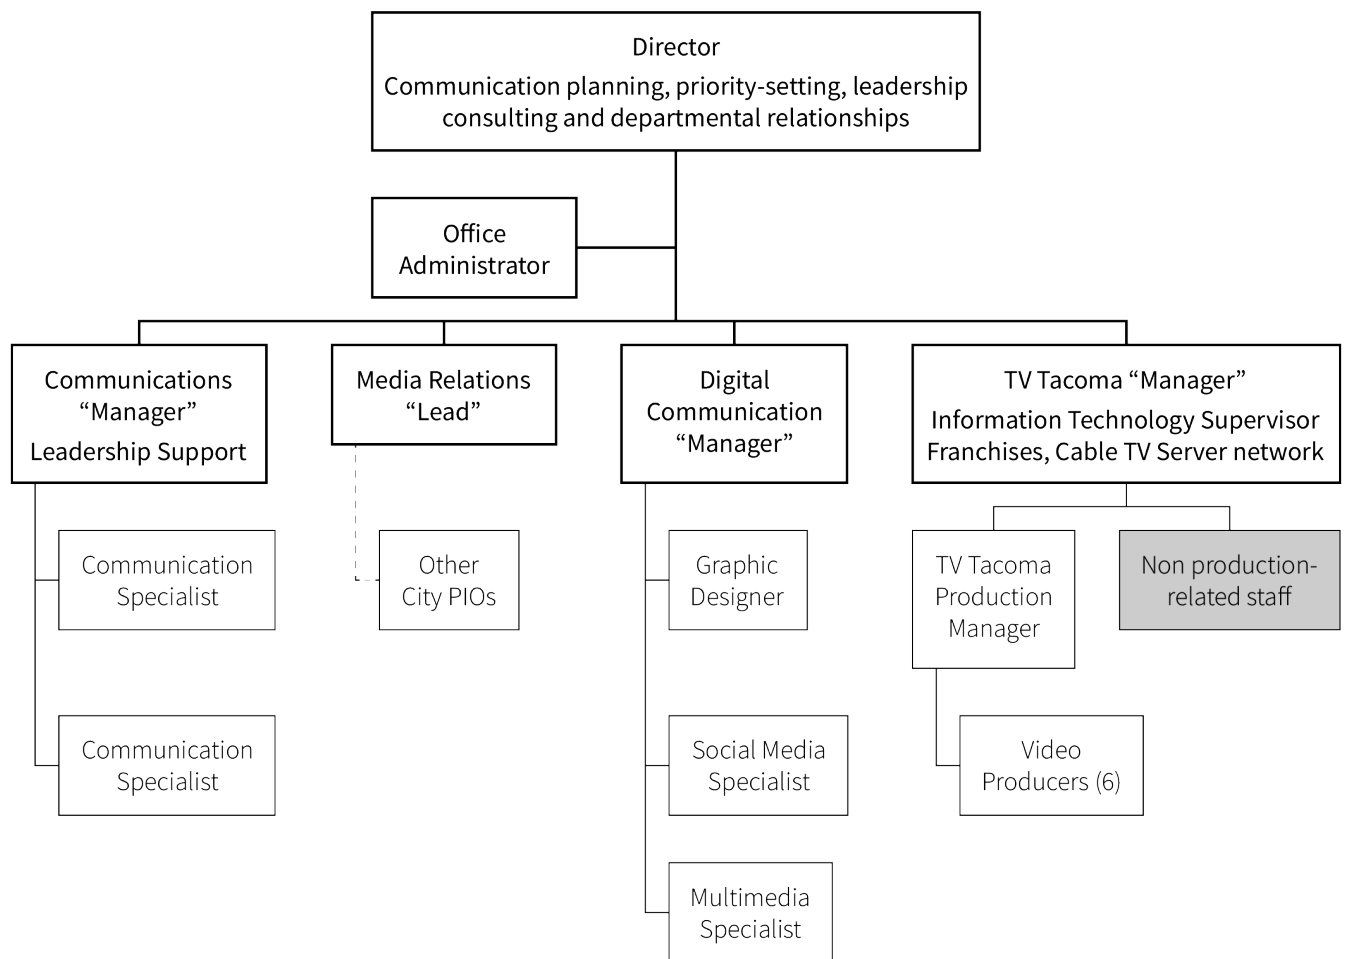 Director
Communication planning, priority-setting, leadership
consulting and departmental relationships
Office
Administrator
Communications
“Manager”
Leadership Support
Media Relations
“Lead”
Digital
Communication
“Manager”
TV Tacoma “Manager”
Information Technology Supervisor
Franchises, Cable TV Server network
Communication
Specialist
Other
City PIOs
Graphic
Designer
TV Tacoma
Production
Manager
Non production-
related staff
Communication
Specialist
Social Media
Specialist
Video
Producers (6)
Multimedia
Specialist